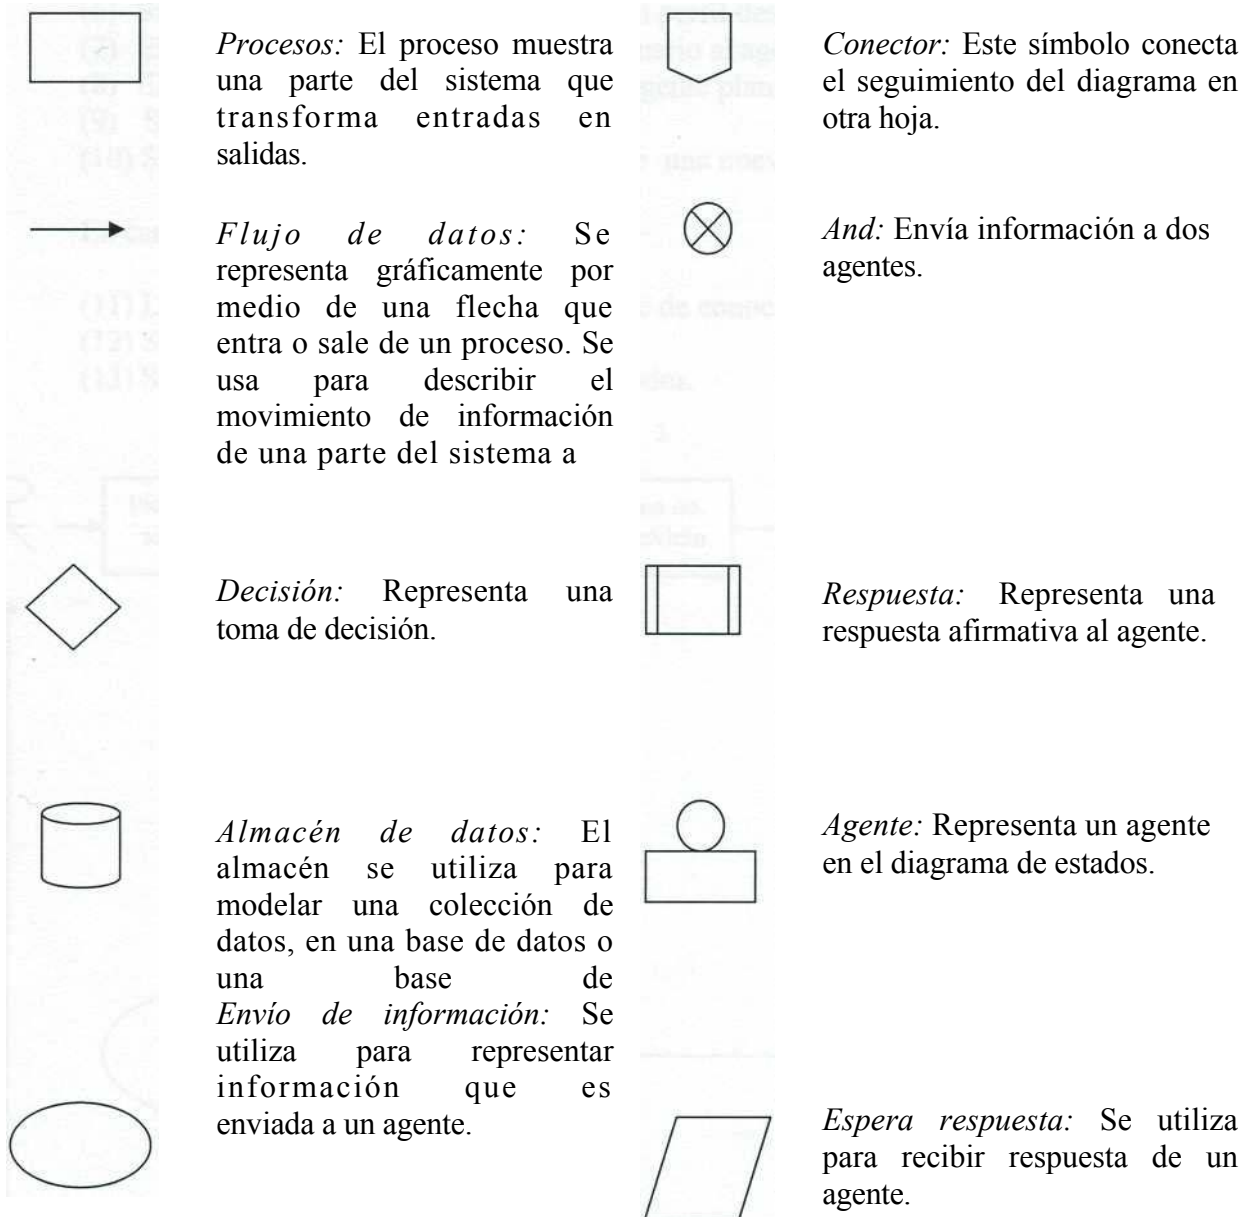 Procesos: El proceso muestra
una parte del sistema que
transforma entradas en
salidas.
Flujo de datos: Se
representa gráficamente por
medio de una flecha que
entra o sale de un proceso. Se
usa para describir el
movimiento de información
de una parte del sistema a
Decisión: Representa una
toma de decisión.
Almacén de datos: El
almacén se utiliza para
modelar una colección de
datos, en una base de datos o
una base de
Envío de información: Se
utiliza para representar
información que es
enviada a un agente.
Conector: Este símbolo conecta
el seguimiento del diagrama en
otra hoja.
And: Envía información a dos
agentes.
Respuesta: Representa una
respuesta afirmativa al agente.
Agente: Representa un agente
en el diagrama de estados.
Espera respuesta: Se utiliza
para recibir respuesta de un
agente.